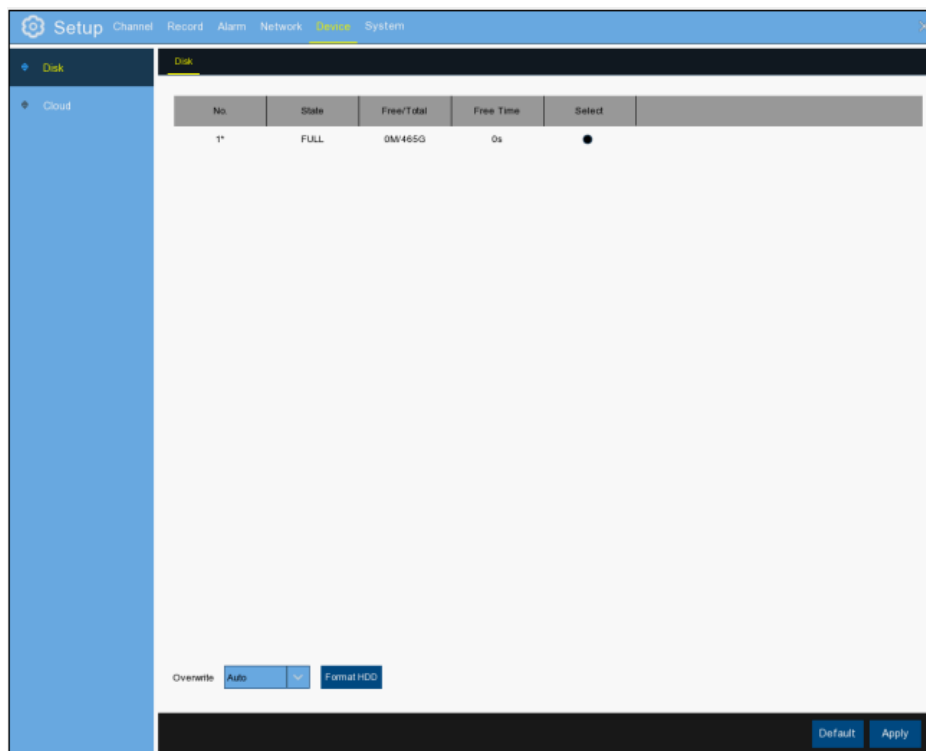 Setup Channel Record Alarm Network Device System
Disk
Cloud
Disk
No. State Free/Total Free Time Select
1* FULL 0M/465G 0s
Overwrite Auto Format HDD
Default Apply